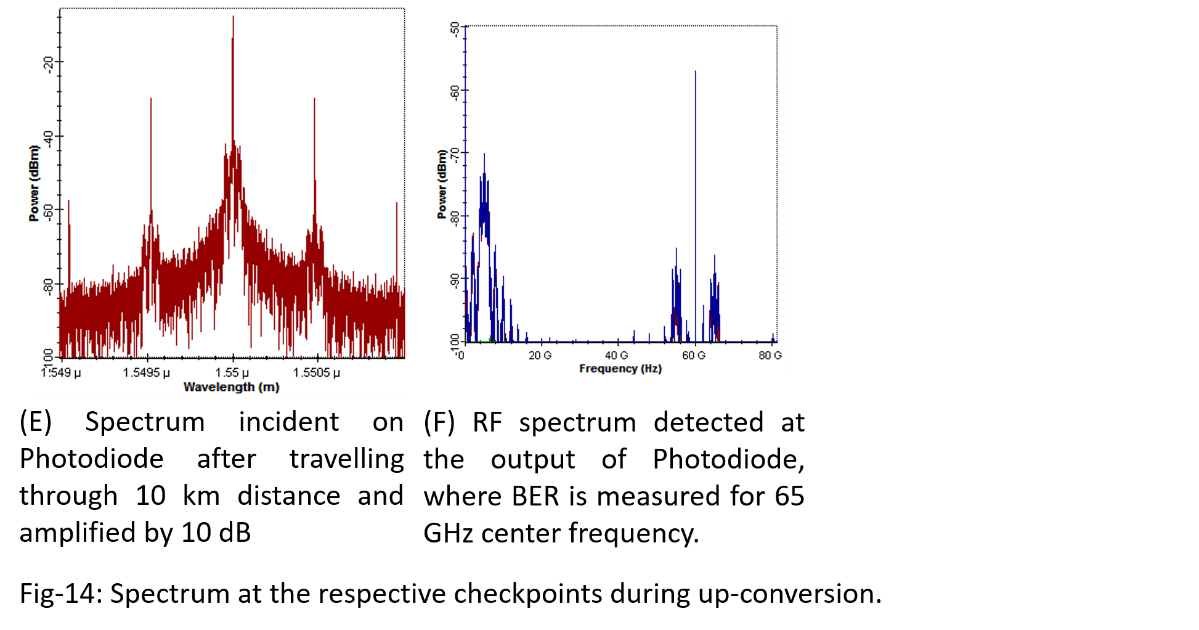 Power (dBm)
-20
-40
-60
-80
-100
1.549 µ
1.5495 µ
1.55 µ
1.5505 µ
Wavelength (m)
Power (dBm)
-50
-60
-70
-80
-90
-100
0
20 G
40 G
60 G
80 G
Frequency (Hz)
(E) Spectrum incident on
Photodiode after travelling
through 10 km distance and
amplified by 10 dB
(F) RF spectrum detected at
the output of Photodiode,
where BER is measured for 65
GHz center frequency.
Fig-14: Spectrum at the respective checkpoints during up-conversion.